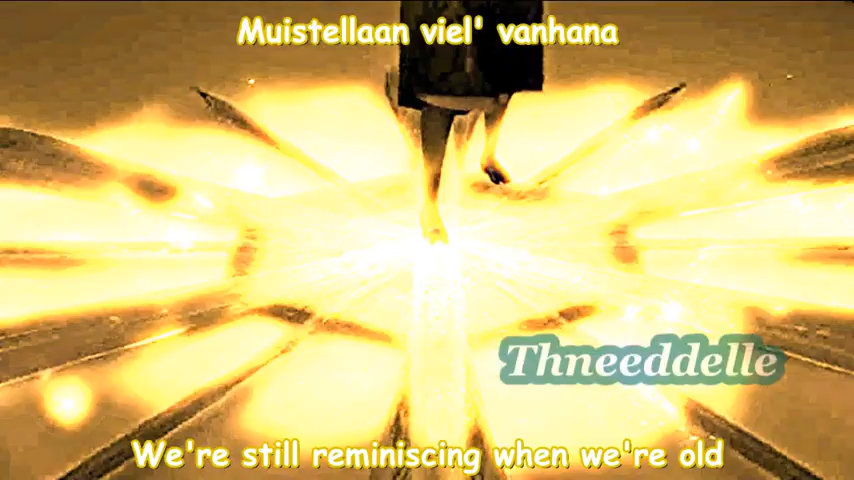 Muistellaan viel' vanhana
Thneeddelle
We're still reminiscing when we're old